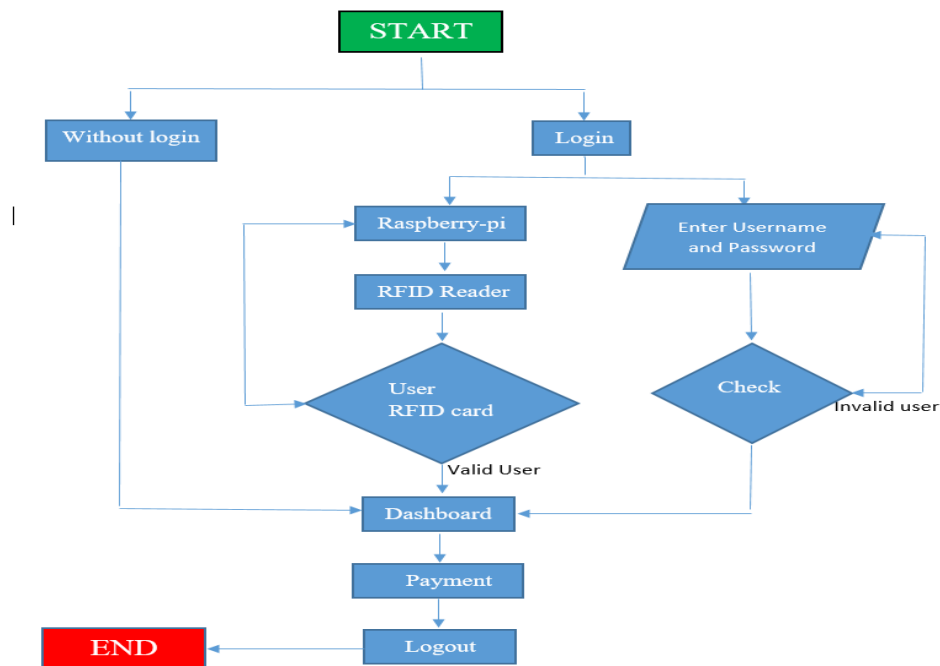 START
Without login
Login
Raspberry-pi
Enter Username
and Password
RFID Reader
User
RFID card
Check
Invalid user
Valid User
Dashboard
Payment
Logout
END